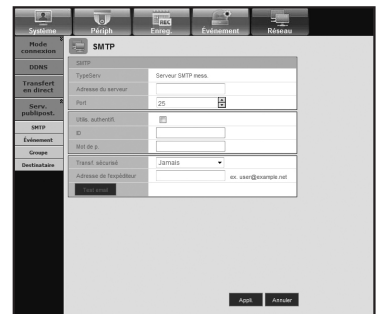 Système Périph Enreg. Événement Réseau
REC
Mode connexion
DDNS
Transfert en direct
Serv. publipost.
SMTP
Événement
Groupe
Destinataire
SMTP
SMTP
TypeServ Serveur SMTP mess.
Adresse du serveur
Port 25
Utilis. authentif.
ID
Mot de p.
Transf. sécurisé Jamais
Adresse de l'expéditeur ex. user@example.net
Test email
Appli. Annuler